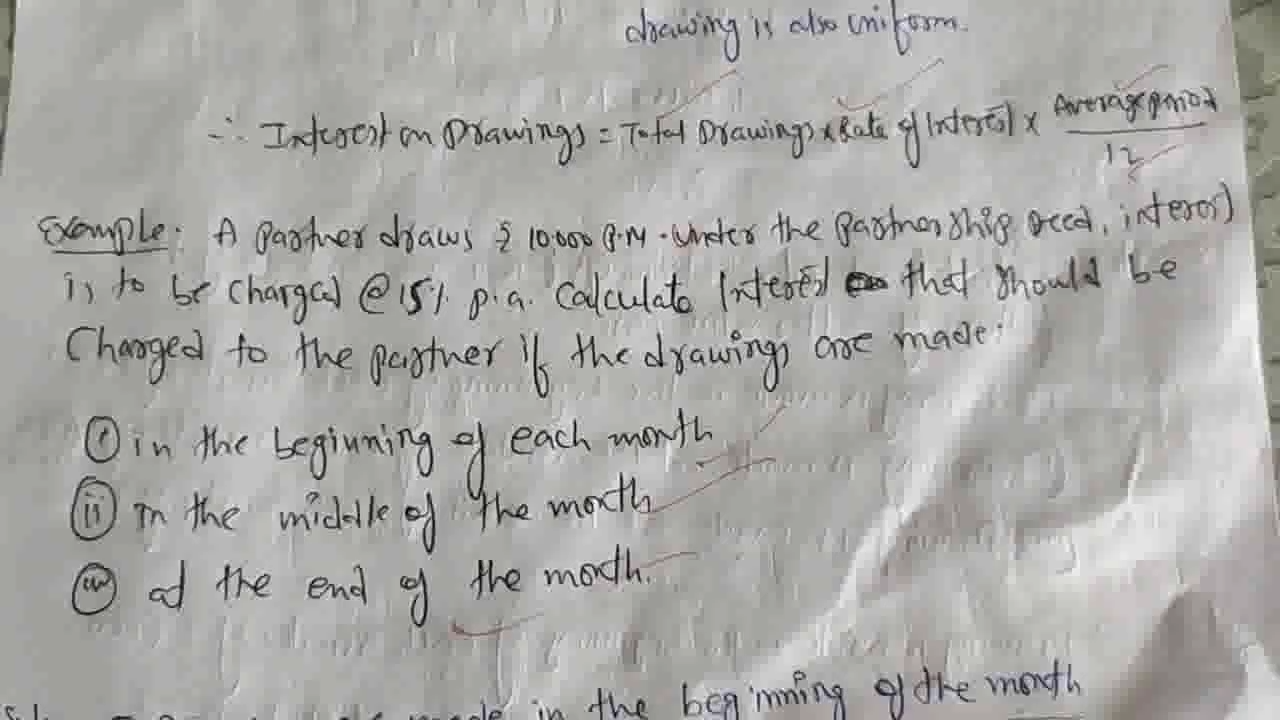 drawing is also uniform.
∴ Interest on Drawings = Total Drawings x Rate of Interest x Average period / 12
Example: A partner draws ₹ 10000 P.M. Under the partnership Deed, interest
is to be charged @ 15% p.a. Calculate Interest that should be
Charged to the partner if the drawings are made:
(i) in the beginning of each month
(ii) in the middle of the month
(iii) at the end of the month.
made in the beginning of the month